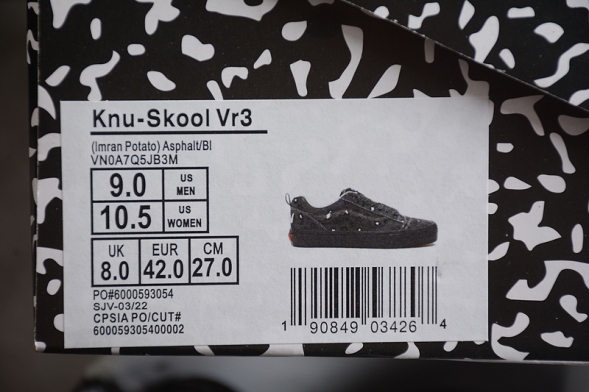 Knu-Skool Vr3
(Imran Potato) Asphalt/Bl
VN0A7Q5JB3M
9.0 US MEN
10.5 US WOMEN
UK EUR CM
8.0 42.0 27.0
PO#6000593054
SJV-03/22
CPSIA PO/CUT#
600059305400002
1 90849 03426 4